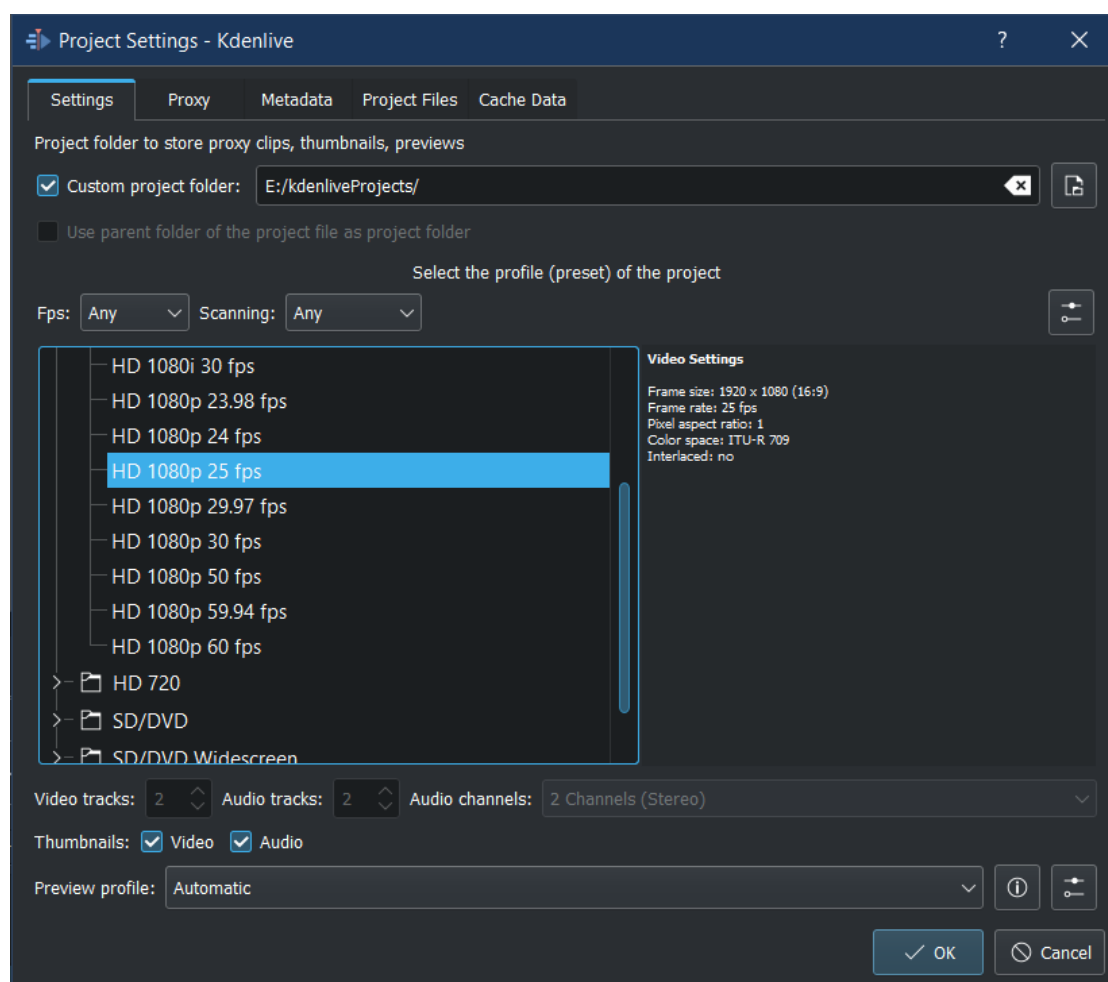 Project Settings - Kdenlive ?
Settings Proxy Metadata Project Files Cache Data
Project folder to store proxy clips, thumbnails, previews
Custom project folder: E:/kdenliveProjects/
Use parent folder of the project file as project folder
Select the profile (preset) of the project
Fps: Any Scanning: Any
HD 1080i 30 fps
HD 1080p 23.98 fps
HD 1080p 24 fps
HD 1080p 25 fps
HD 1080p 29.97 fps
HD 1080p 30 fps
HD 1080p 50 fps
HD 1080p 59.94 fps
HD 1080p 60 fps
HD 720
SD/DVD
SD/DVD Widescreen
Video Settings
Frame size: 1920 x 1080 (16:9)
Frame rate: 25 fps
Pixel aspect ratio: 1
Color space: ITU-R 709
Interlaced: no
Video tracks: 2 Audio tracks: 2 Audio channels: 2 Channels (Stereo)
Thumbnails: Video Audio
Preview profile: Automatic
OK Cancel